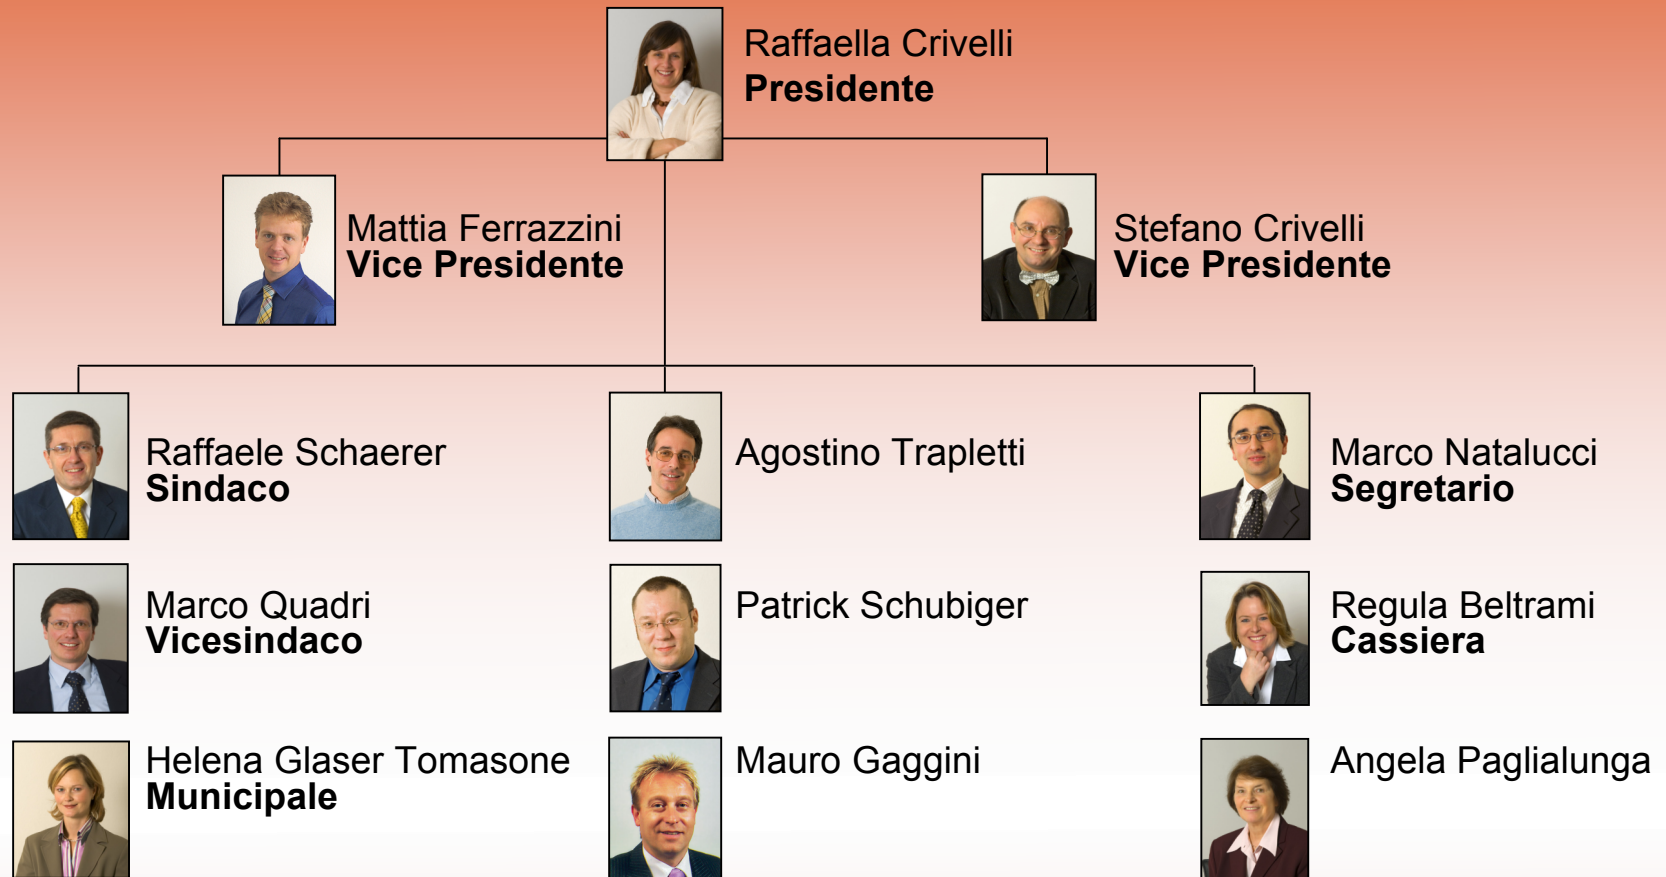 Raffaella Crivelli
Presidente
Mattia Ferrazzini
Vice Presidente
Stefano Crivelli
Vice Presidente
Raffaele Schaerer
Sindaco
Agostino Trapletti
Marco Natalucci
Segretario
Marco Quadri
Vicesindaco
Patrick Schubiger
Regula Beltrami
Cassiera
Helena Glaser Tomasone
Municipale
Mauro Gaggini
Angela Paglialunga